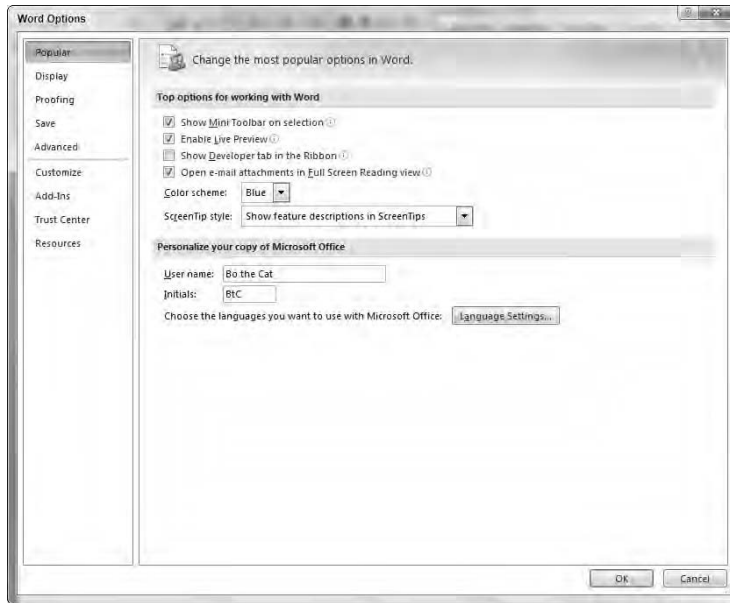 Word Options
Popular
Display
Proofing
Save
Advanced
Customize
Add-Ins
Trust Center
Resources
Change the most popular options in Word.
Top options for working with Word
Show Mini Toolbar on selection
Enable Live Preview
Show Developer tab in the Ribbon
Open e-mail attachments in Full Screen Reading view
Color scheme: Blue
ScreenTip style: Show feature descriptions in ScreenTips
Personalize your copy of Microsoft Office
User name: Bo the Cat
Initials: BtC
Choose the languages you want to use with Microsoft Office: Language Settings...
OK Cancel